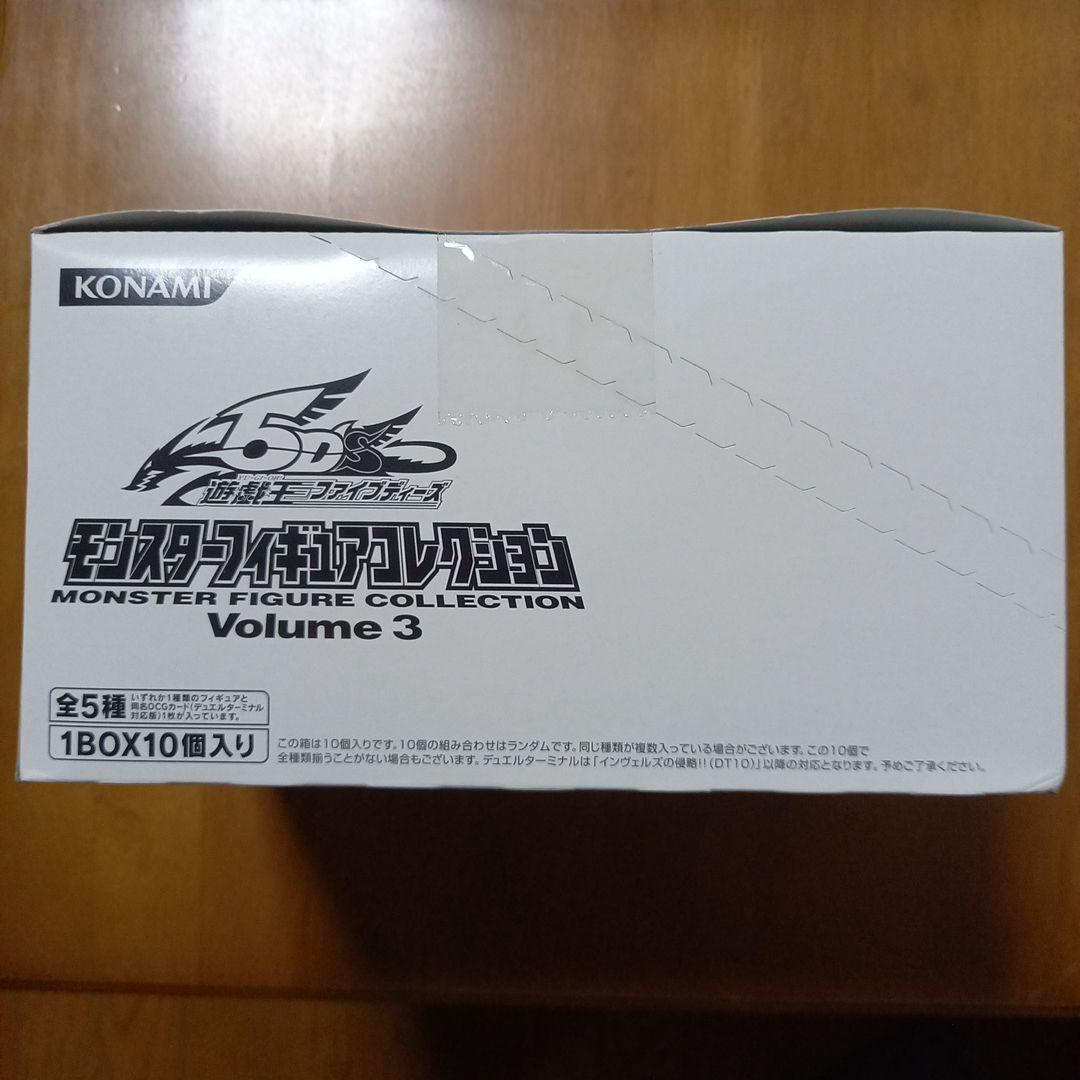 KONAMI
5D's
YU-GI-OH!
遊戯王ファイブディーズ
モンスターフィギュアコレクション
MONSTER FIGURE COLLECTION
Volume 3
全5種
いずれか1種類のフィギュアと
同名OCGカード(デュエルターミナル
対応版)1枚が入っています。
1BOX10個入り
この箱は10個入りです。10個の組み合わせはランダムです。同じ種類が複数入っている場合がございます。この10個で
全種類揃うことがない場合もございます。デュエルターミナルは「インヴェルズの侵略!!(DT10)」以降の対応となります。予めご了承ください。